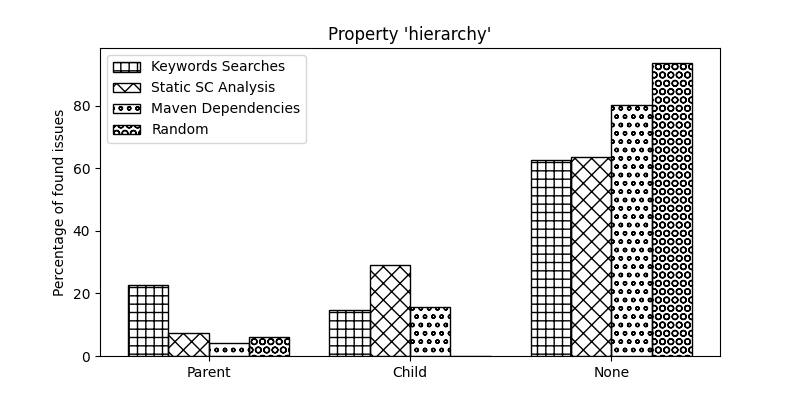 Property 'hierarchy'
Keywords Searches
Static SC Analysis
Maven Dependencies
Random
Percentage of found issues
80
60
40
20
0
Parent Child None